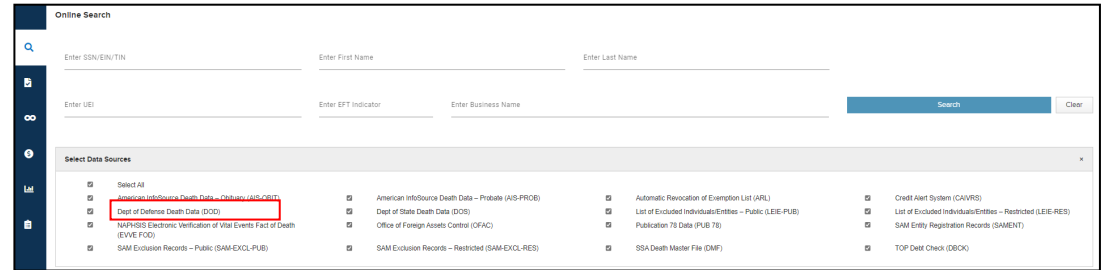 Online Search
Enter SSN/EIN/TIN
Enter First Name
Enter Last Name
Enter UEI
Enter EFT Indicator
Enter Business Name
Search
Clear
Select Data Sources
×
Select All
American InfoSource Death Data – Obituary (AIS-OBIT)
American InfoSource Death Data – Probate (AIS-PROB)
Automatic Revocation of Exemption List (ARL)
Credit Alert System (CAIVRS)
Dept of Defense Death Data (DOD)
Dept of State Death Data (DOS)
List of Excluded Individuals/Entities – Public (LEIE-PUB)
List of Excluded Individuals/Entities – Restricted (LEIE-RES)
NAPHSIS Electronic Verification of Vital Events Fact of Death
(EVVE FOD)
Office of Foreign Assets Control (OFAC)
Publication 78 Data (PUB 78)
SAM Entity Registration Records (SAMENT)
SAM Exclusion Records – Public (SAM-EXCL-PUB)
SAM Exclusion Records – Restricted (SAM-EXCL-RES)
SSA Death Master File (DMF)
TOP Debt Check (DBCK)